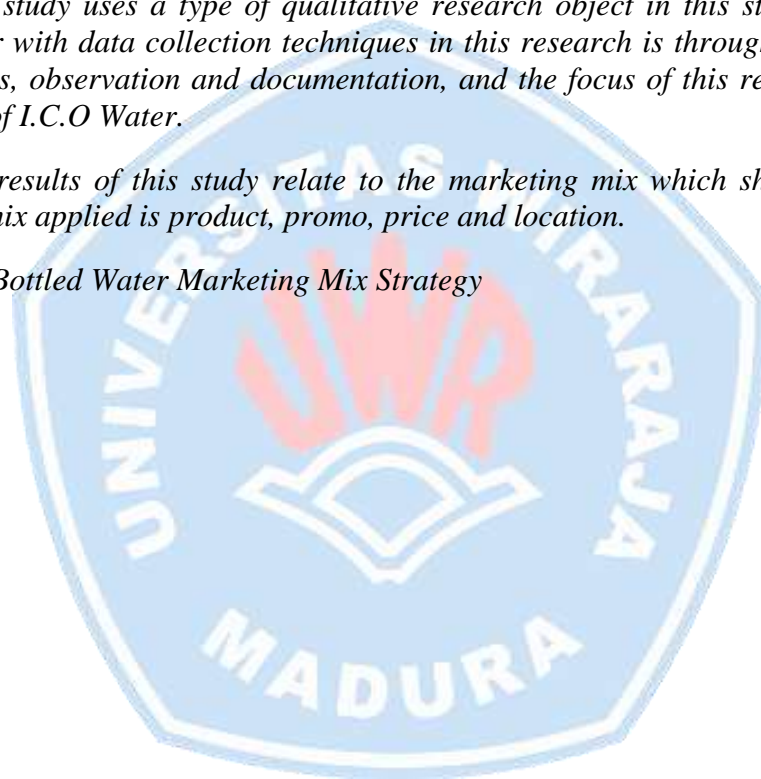 study uses a type of qualitative research object in this st
r with data collection techniques in this research is through
s, observation and documentation, and the focus of this re
of I.C.O Water.
results of this study relate to the marketing mix which sh
ix applied is product, promo, price and location.
Bottled Water Marketing Mix Strategy
UNIVERSITAS WIRARAJA
UWR
MADURA